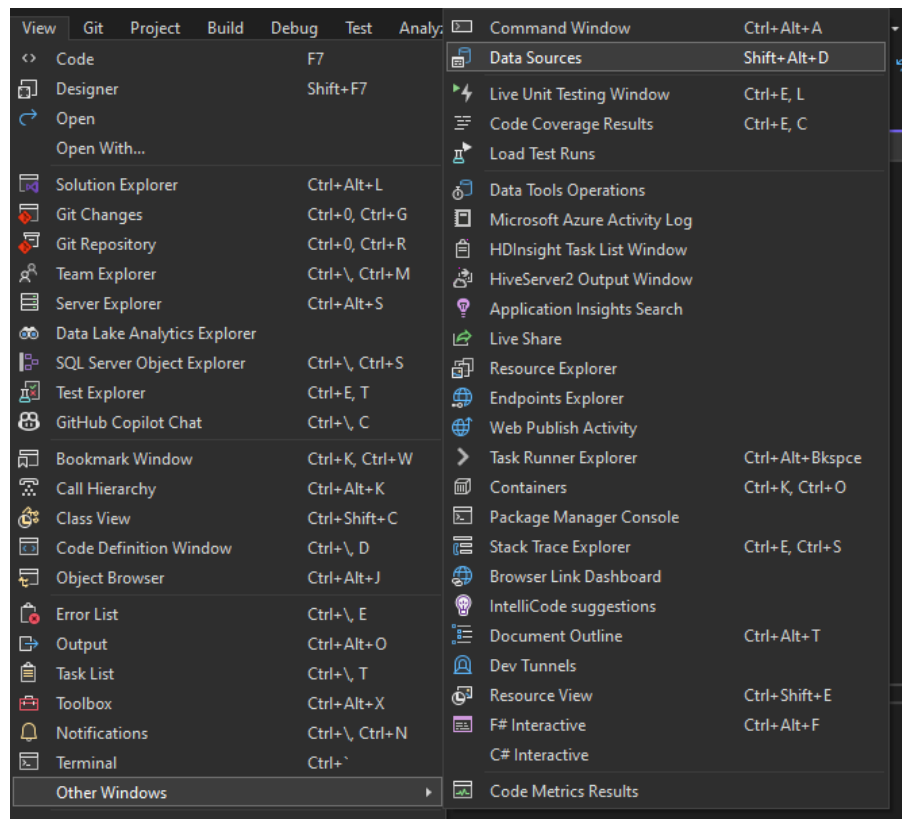 View Git Project Build Debug Test Analy
Code F7
Designer Shift+F7
Open
Open With...
Solution Explorer Ctrl+Alt+L
Git Changes Ctrl+0, Ctrl+G
Git Repository Ctrl+0, Ctrl+R
Team Explorer Ctrl+\, Ctrl+M
Server Explorer Ctrl+Alt+S
Data Lake Analytics Explorer
SQL Server Object Explorer Ctrl+\, Ctrl+S
Test Explorer Ctrl+E, T
GitHub Copilot Chat Ctrl+\, C
Bookmark Window Ctrl+K, Ctrl+W
Call Hierarchy Ctrl+Alt+K
Class View Ctrl+Shift+C
Code Definition Window Ctrl+\, D
Object Browser Ctrl+Alt+J
Error List Ctrl+\, E
Output Ctrl+Alt+O
Task List Ctrl+\, T
Toolbox Ctrl+Alt+X
Notifications Ctrl+\, Ctrl+N
Terminal Ctrl+`
Other Windows
Command Window Ctrl+Alt+A
Data Sources Shift+Alt+D
Live Unit Testing Window Ctrl+E, L
Code Coverage Results Ctrl+E, C
Load Test Runs
Data Tools Operations
Microsoft Azure Activity Log
HDInsight Task List Window
HiveServer2 Output Window
Application Insights Search
Live Share
Resource Explorer
Endpoints Explorer
Web Publish Activity
Task Runner Explorer Ctrl+Alt+Bkspce
Containers Ctrl+K, Ctrl+O
Package Manager Console
Stack Trace Explorer Ctrl+E, Ctrl+S
Browser Link Dashboard
IntelliCode suggestions
Document Outline Ctrl+Alt+T
Dev Tunnels
Resource View Ctrl+Shift+E
F# Interactive Ctrl+Alt+F
C# Interactive
Code Metrics Results